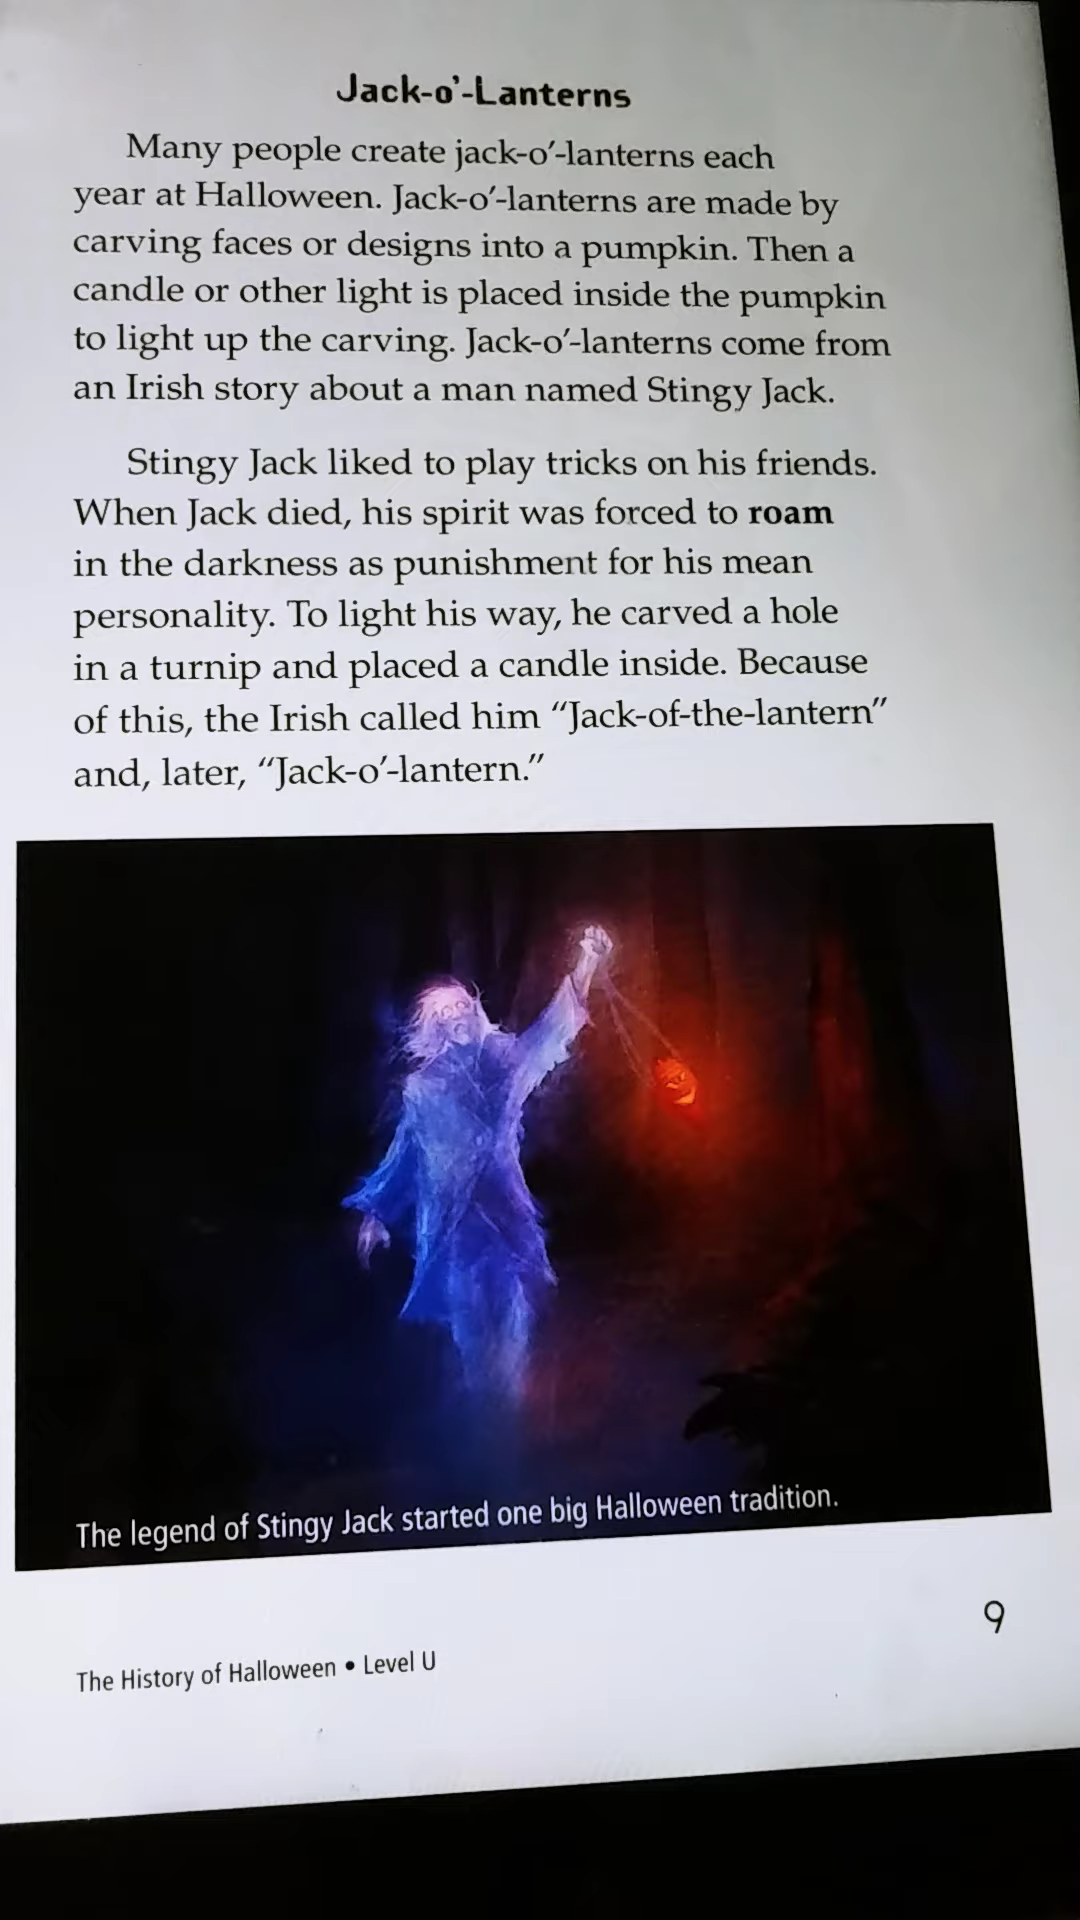 Jack-o'-Lanterns
Many people create jack-o'-lanterns each
year at Halloween. Jack-o'-lanterns are made by
carving faces or designs into a pumpkin. Then a
candle or other light is placed inside the pumpkin
to light up the carving. Jack-o'-lanterns come from
an Irish story about a man named Stingy Jack.
Stingy Jack liked to play tricks on his friends.
When Jack died, his spirit was forced to roam
in the darkness as punishment for his mean
personality. To light his way, he carved a hole
in a turnip and placed a candle inside. Because
of this, the Irish called him “Jack-of-the-lantern”
and, later, “Jack-o'-lantern.”
The legend of Stingy Jack started one big Halloween tradition.
9
The History of Halloween • Level U